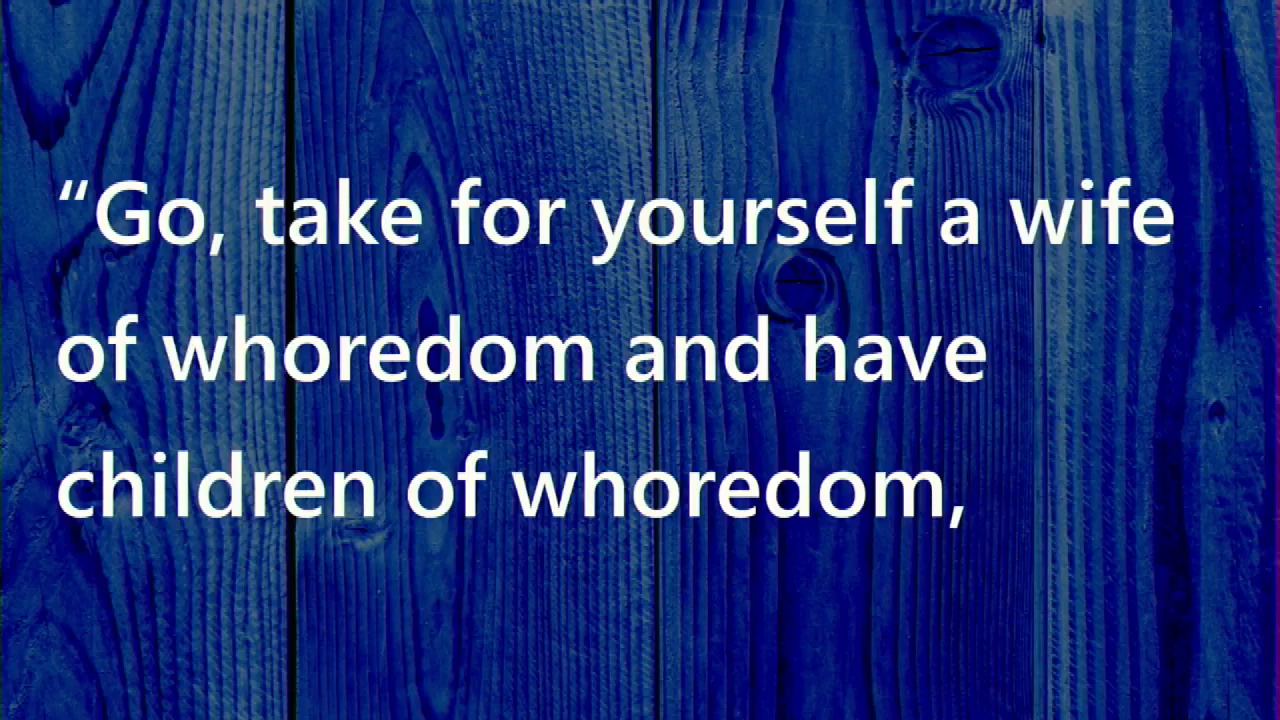 “Go, take for yourself a wife
of whoredom and have
children of whoredom,